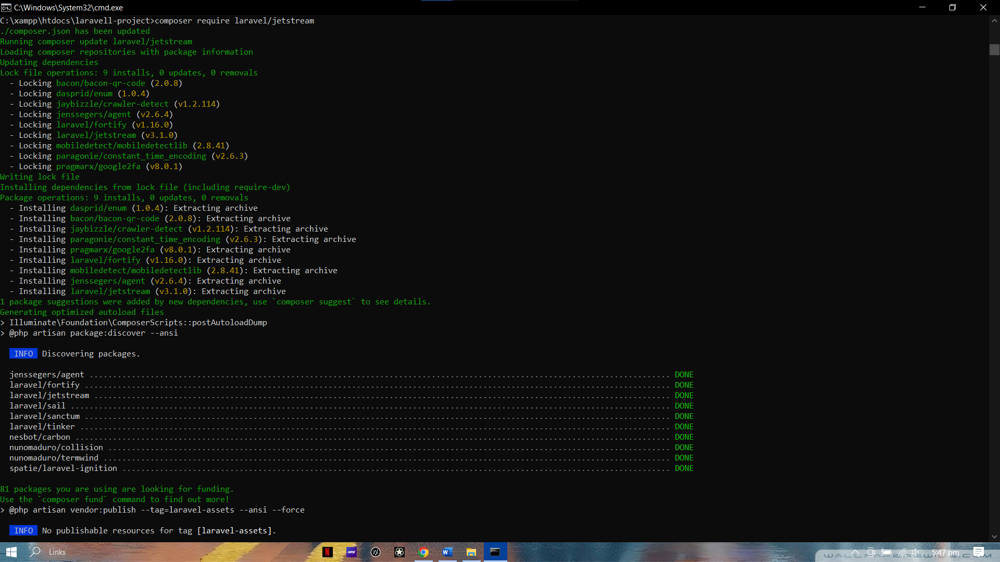 C:\Windows\System32\cmd.exe
C:\xampp\htdocs\laravell-project>composer require laravel/jetstream
./composer.json has been updated
Running composer update laravel/jetstream
Loading composer repositories with package information
Updating dependencies
Lock file operations: 9 installs, 0 updates, 0 removals
  - Locking bacon/bacon-qr-code (2.0.8)
  - Locking dasprid/enum (1.0.4)
  - Locking jaybizzle/crawler-detect (v1.2.114)
  - Locking jenssegers/agent (v2.6.4)
  - Locking laravel/fortify (v1.16.0)
  - Locking laravel/jetstream (v3.1.0)
  - Locking mobiledetect/mobiledetectlib (2.8.41)
  - Locking paragonie/constant_time_encoding (v2.6.3)
  - Locking pragmarx/google2fa (v8.0.1)
Writing lock file
Installing dependencies from lock file (including require-dev)
Package operations: 9 installs, 0 updates, 0 removals
  - Installing dasprid/enum (1.0.4): Extracting archive
  - Installing bacon/bacon-qr-code (2.0.8): Extracting archive
  - Installing jaybizzle/crawler-detect (v1.2.114): Extracting archive
  - Installing paragonie/constant_time_encoding (v2.6.3): Extracting archive
  - Installing pragmarx/google2fa (v8.0.1): Extracting archive
  - Installing laravel/fortify (v1.16.0): Extracting archive
  - Installing mobiledetect/mobiledetectlib (2.8.41): Extracting archive
  - Installing jenssegers/agent (v2.6.4): Extracting archive
  - Installing laravel/jetstream (v3.1.0): Extracting archive
1 package suggestions were added by new dependencies, use `composer suggest` to see details.
Generating optimized autoload files
> Illuminate\Foundation\ComposerScripts::postAutoloadDump
> @php artisan package:discover --ansi
INFO Discovering packages.
jenssegers/agent ........ DONE
laravel/fortify ........ DONE
laravel/jetstream ........ DONE
laravel/sail ........ DONE
laravel/sanctum ........ DONE
laravel/tinker ........ DONE
nesbot/carbon ........ DONE
nunomaduro/collision ........ DONE
nunomaduro/termwind ........ DONE
spatie/laravel-ignition ........ DONE
81 packages you are using are looking for funding.
Use the `composer fund` command to find out more!
> @php artisan vendor:publish --tag=laravel-assets --ansi --force
INFO No publishable resources for tag [laravel-assets].
Links
5:47 pm